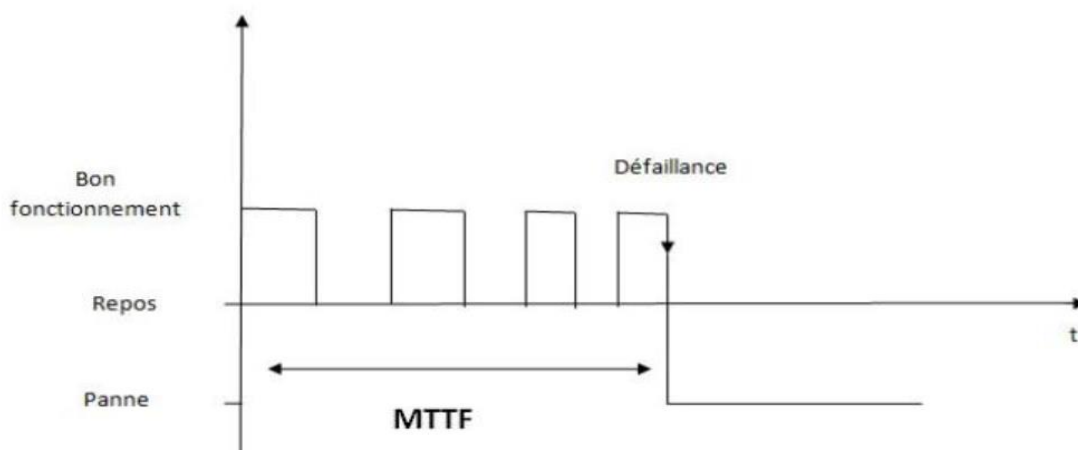 Défaillance
Bon
fonctionnement
Repos
t
Panne
MTTF